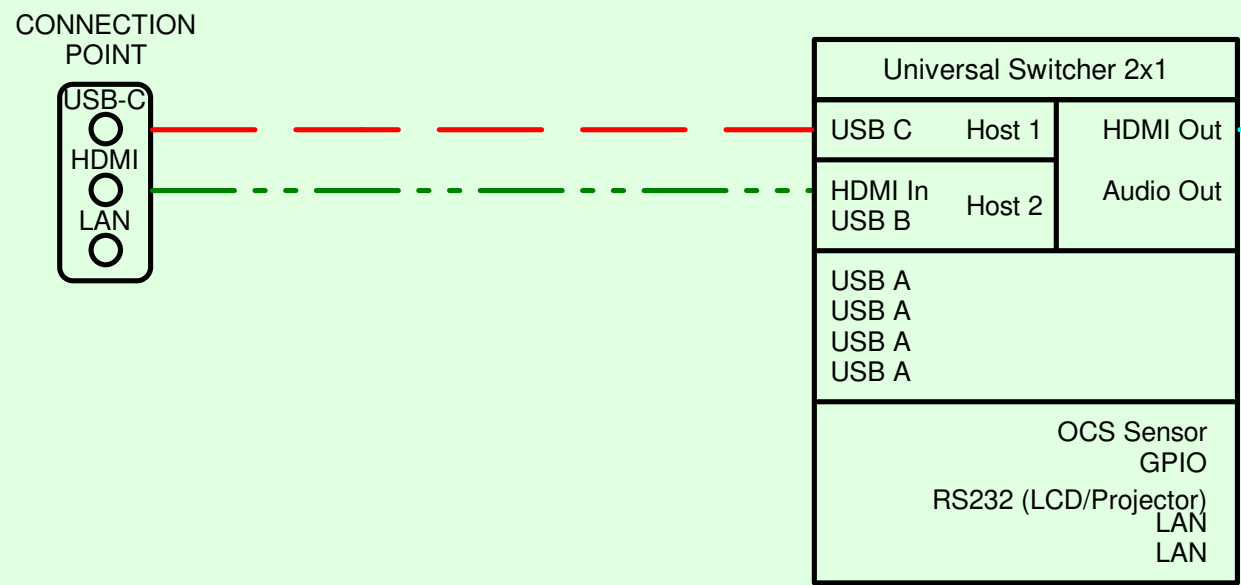 CONNECTION
POINT
USB-C
HDMI
LAN
Universal Switcher 2x1
USB C Host 1 HDMI Out
HDMI In
USB B
Host 2
Audio Out
USB A
USB A
USB A
USB A
OCS Sensor
GPIO
RS232 (LCD/Projector)
LAN
LAN